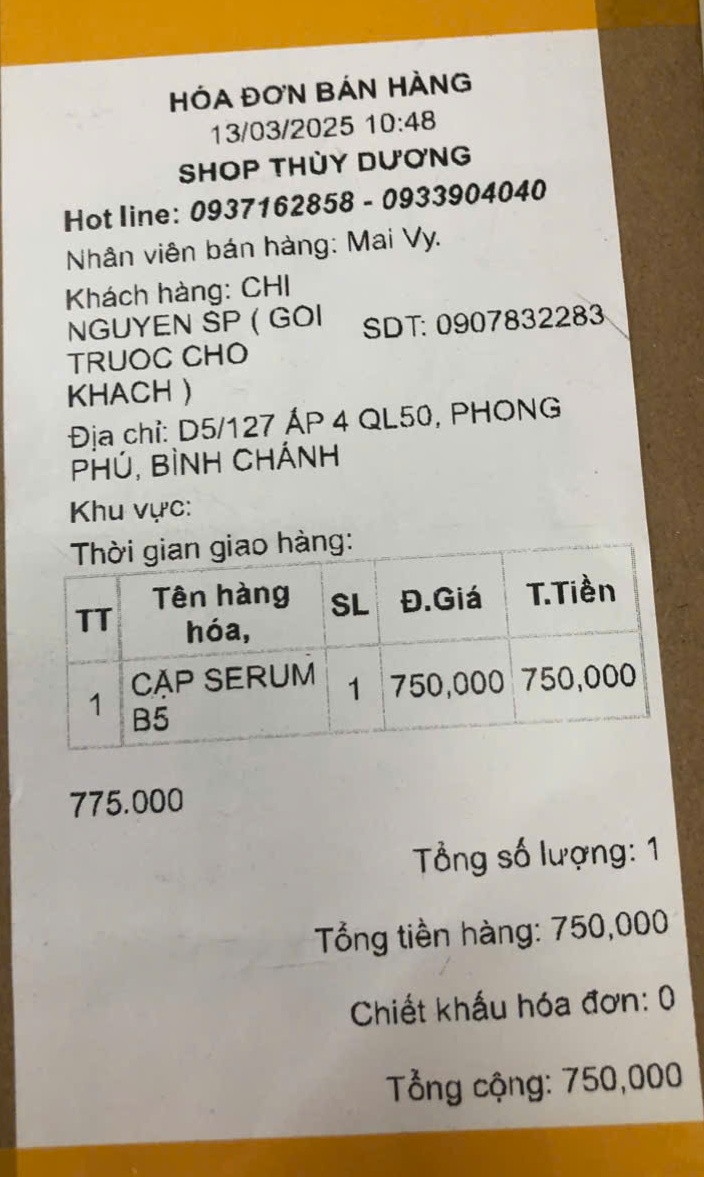 HÓA ĐƠN BÁN HÀNG
13/03/2025 10:48
SHOP THÙY DƯƠNG
Hot line: 0937162858 - 0933904040
Nhân viên bán hàng: Mai Vy.
Khách hàng: CHI
NGUYEN SP ( GOI
TRUOC CHO
KHACH )
SDT: 0907832283
Địa chỉ: D5/127 ẤP 4 QL50, PHONG
PHÚ, BÌNH CHÁNH
Khu vực:
Thời gian giao hàng:
TT Tên hàng hóa, SL Đ.Giá T.Tiền
1 CẶP SERUM B5 1 750,000 750,000
775.000
Tổng số lượng: 1
Tổng tiền hàng: 750,000
Chiết khấu hóa đơn: 0
Tổng cộng: 750,000